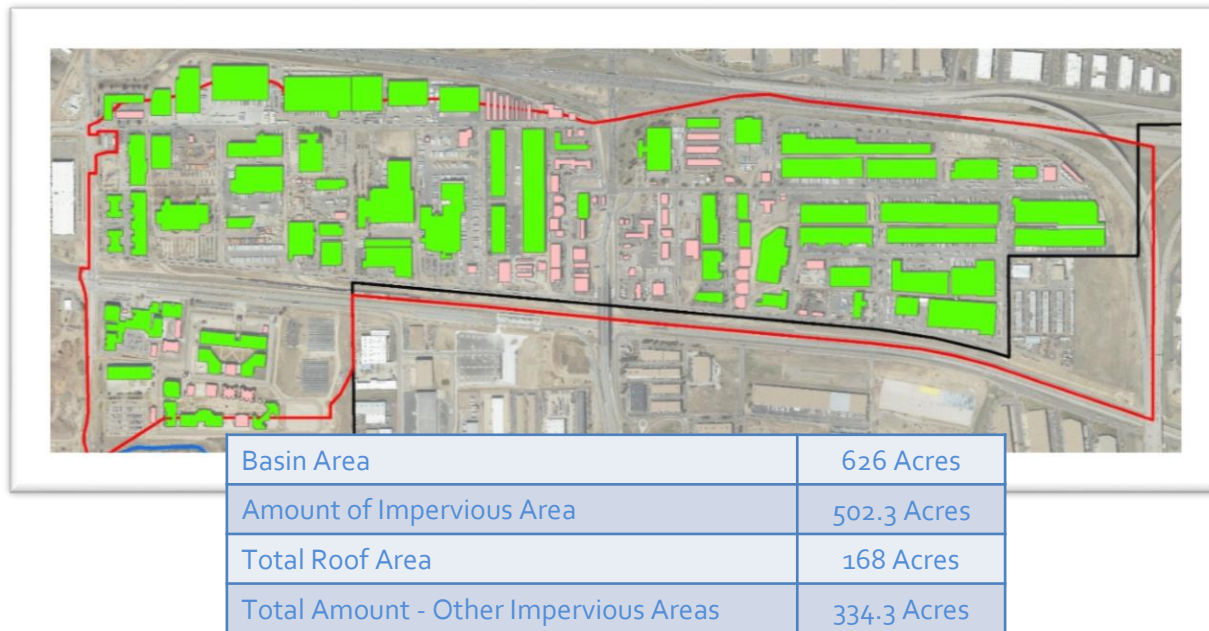 Basin Area 626 Acres
Amount of Impervious Area 502.3 Acres
Total Roof Area 168 Acres
Total Amount - Other Impervious Areas 334.3 Acres